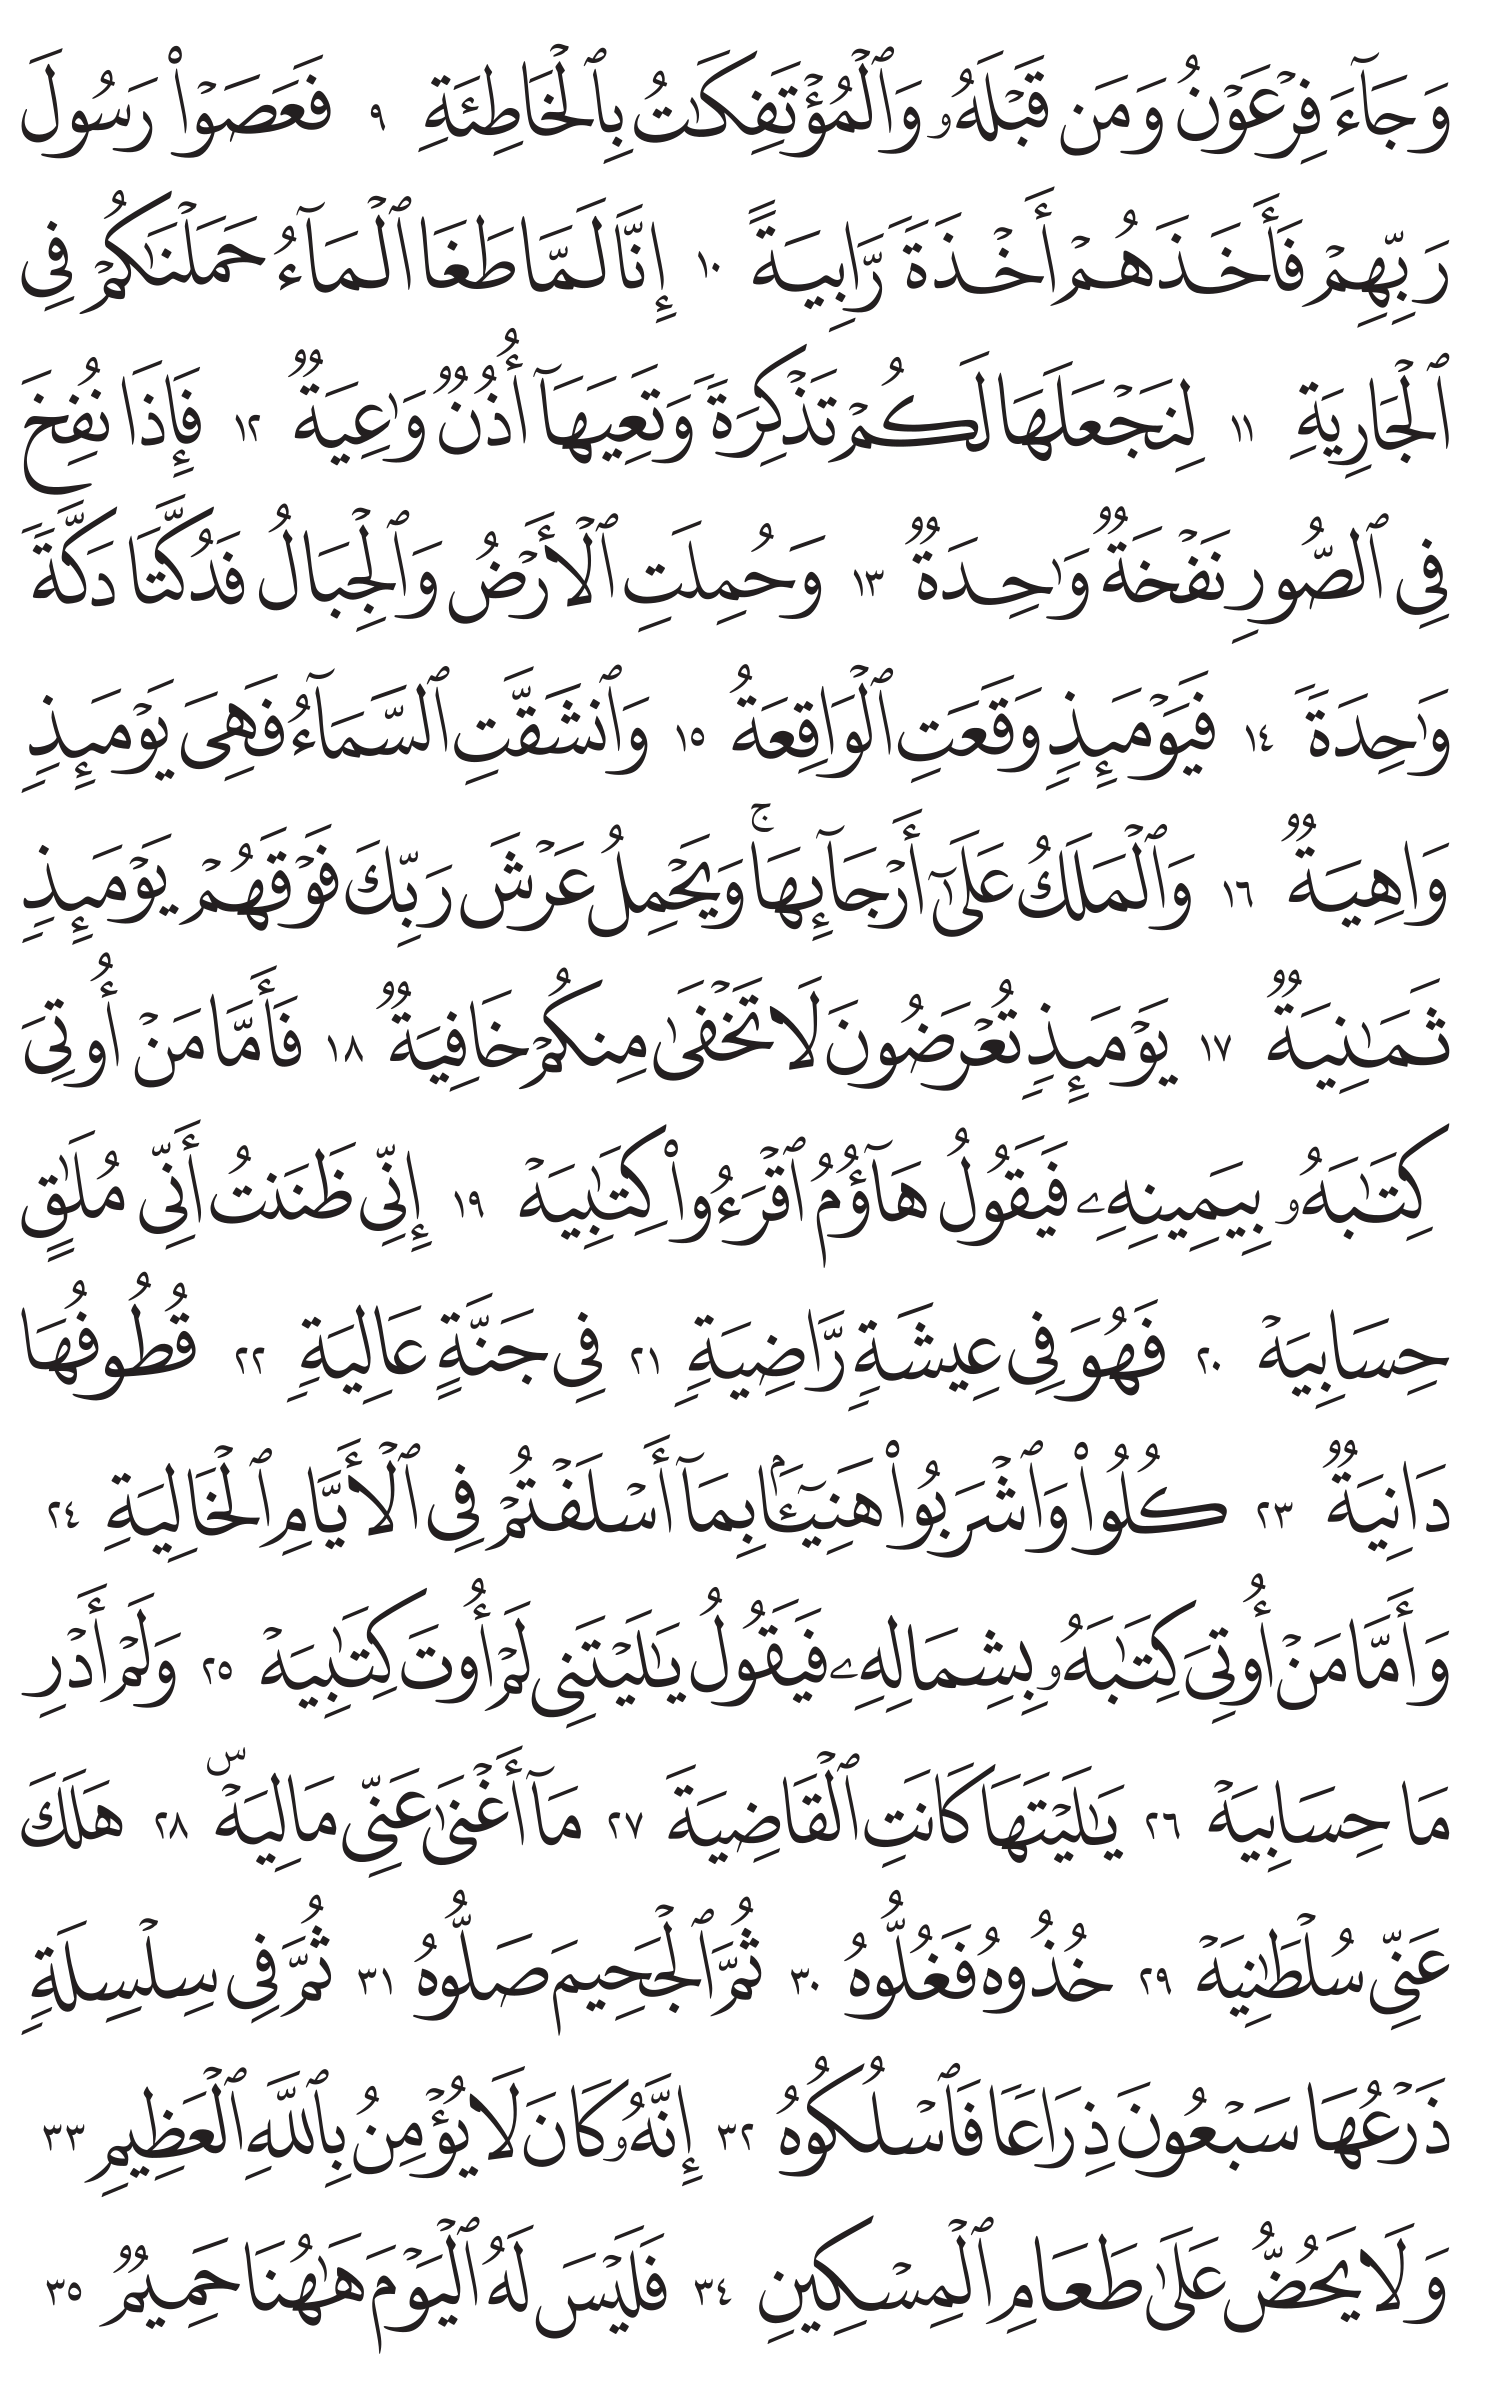 وَجَآءَ فِرْعَوْنُ وَمَن قَبْلَهُۥ وَٱلْمُؤْتَفِكَـٰتُ بِٱلْخَاطِئَةِ ٩ فَعَصَوْا۟ رَسُولَ
رَبِّهِمْ فَأَخَذَهُمْ أَخْذَةً رَّابِيَةً ١٠ إِنَّا لَمَّا طَغَا ٱلْمَآءُ حَمَلْنَـٰكُمْ فِى
ٱلْجَارِيَةِ ١١ لِنَجْعَلَهَا لَكُمْ تَذْكِرَةً وَتَعِيَهَآ أُذُنٌ وَٰعِيَةٌ ١٢ فَإِذَا نُفِخَ
فِى ٱلصُّورِ نَفْخَةٌ وَٰحِدَةٌ ١٣ وَحُمِلَتِ ٱلْأَرْضُ وَٱلْجِبَالُ فَدُكَّتَا دَكَّةً
وَٰحِدَةً ١٤ فَيَوْمَئِذٍ وَقَعَتِ ٱلْوَاقِعَةُ ١٥ وَٱنشَقَّتِ ٱلسَّمَآءُ فَهِىَ يَوْمَئِذٍ
وَاهِيَةٌ ١٦ وَٱلْمَلَكُ عَلَىٰٓ أَرْجَآئِهَا ۚ وَيَحْمِلُ عَرْشَ رَبِّكَ فَوْقَهُمْ يَوْمَئِذٍ
ثَمَـٰنِيَةٌ ١٧ يَوْمَئِذٍ تُعْرَضُونَ لَا تَخْفَىٰ مِنكُمْ خَافِيَةٌ ١٨ فَأَمَّا مَنْ أُوتِىَ
كِتَـٰبَهُۥ بِيَمِينِهِۦ فَيَقُولُ هَآؤُمُ ٱقْرَءُوا۟ كِتَـٰبِيَهْ ١٩ إِنِّى ظَنَنتُ أَنِّى مُلَـٰقٍ
حِسَابِيَهْ ٢٠ فَهُوَ فِى عِيشَةٍ رَّاضِيَةٍ ٢١ فِى جَنَّةٍ عَالِيَةٍ ٢٢ قُطُوفُهَا
دَانِيَةٌ ٢٣ كُلُوا۟ وَٱشْرَبُوا۟ هَنِيٓـًٔۢا بِمَآ أَسْلَفْتُمْ فِى ٱلْأَيَّامِ ٱلْخَالِيَةِ ٢٤
وَأَمَّا مَنْ أُوتِىَ كِتَـٰبَهُۥ بِشِمَالِهِۦ فَيَقُولُ يَـٰلَيْتَنِى لَمْ أُوتَ كِتَـٰبِيَهْ ٢٥ وَلَمْ أَدْرِ
مَا حِسَابِيَهْ ٢٦ يَـٰلَيْتَهَا كَانَتِ ٱلْقَاضِيَةَ ٢٧ مَآ أَغْنَىٰ عَنِّى مَالِيَهْ ۜ ٢٨ هَلَكَ
عَنِّى سُلْطَـٰنِيَهْ ٢٩ خُذُوهُ فَغُلُّوهُ ٣٠ ثُمَّ ٱلْجَحِيمَ صَلُّوهُ ٣١ ثُمَّ فِى سِلْسِلَةٍ
ذَرْعُهَا سَبْعُونَ ذِرَاعًا فَٱسْلُكُوهُ ٣٢ إِنَّهُۥ كَانَ لَا يُؤْمِنُ بِٱللَّهِ ٱلْعَظِيمِ ٣٣
وَلَا يَحُضُّ عَلَىٰ طَعَامِ ٱلْمِسْكِينِ ٣٤ فَلَيْسَ لَهُ ٱلْيَوْمَ هَـٰهُنَا حَمِيمٌ ٣٥